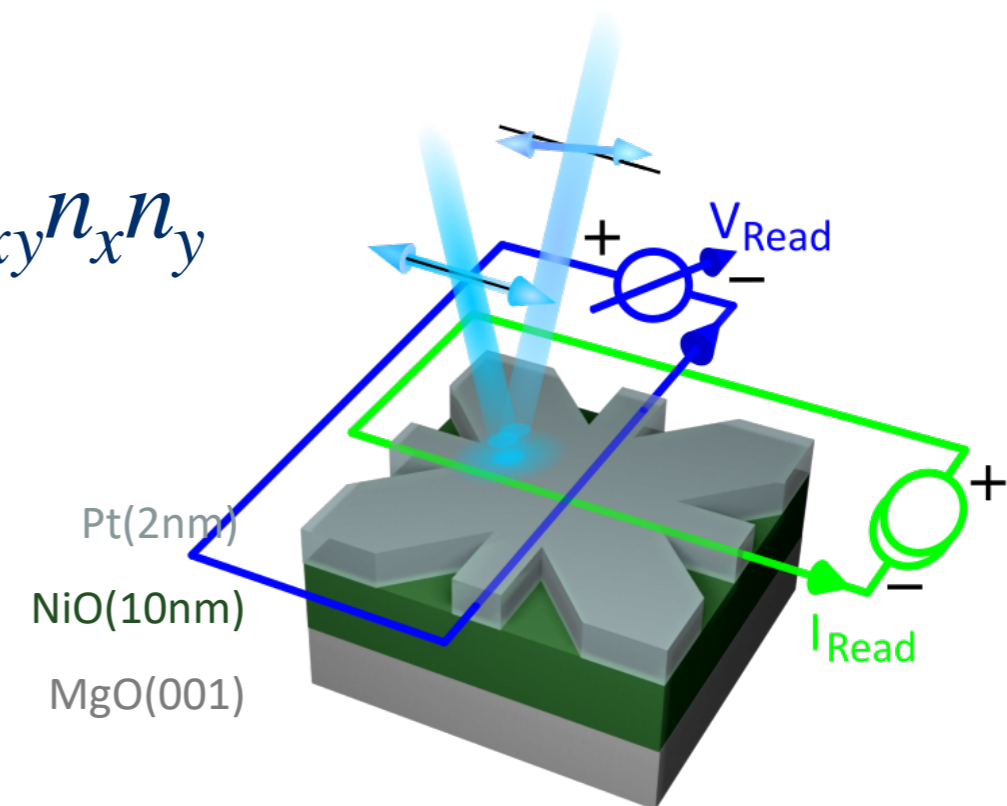 xynxny
+
VRead
−
Pt(2nm)
+
NiO(10nm)
−
IRead
MgO(001)